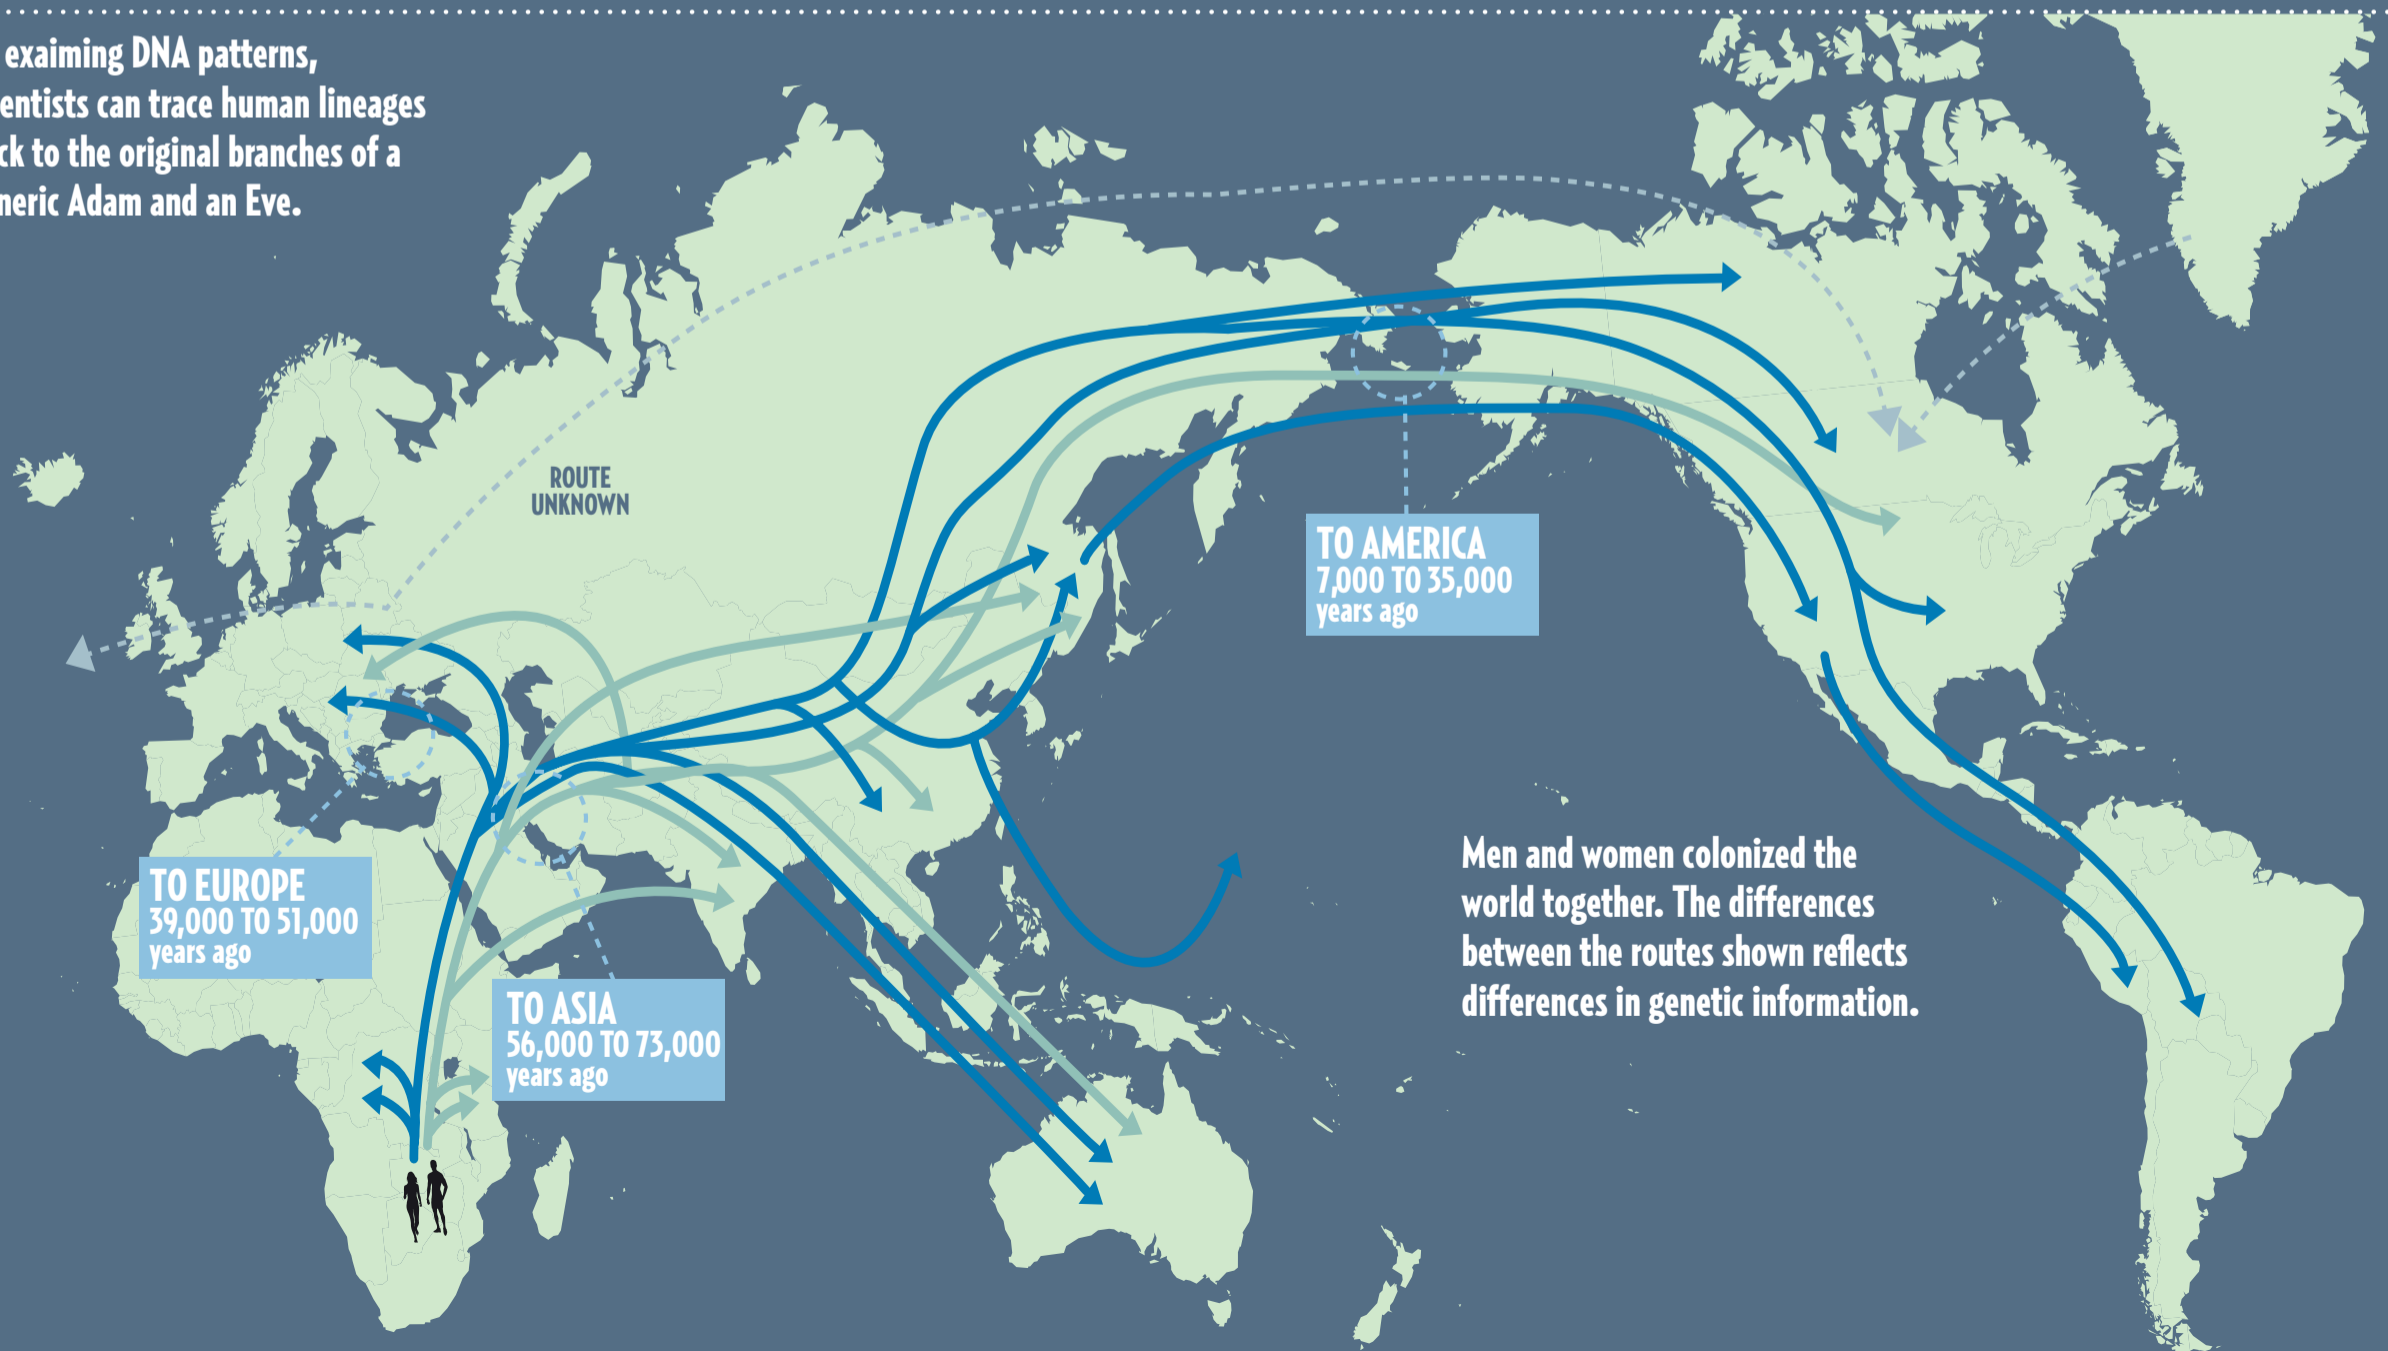 exaiming DNA patterns,
entists can trace human lineages
ck to the original branches of a
neric Adam and an Eve.
ROUTE
UNKNOWN
TO AMERICA
7,000 TO 35,000
years ago
TO EUROPE
39,000 TO 51,000
years ago
TO ASIA
56,000 TO 73,000
years ago
Men and women colonized the
world together. The differences
between the routes shown reflects
differences in genetic information.